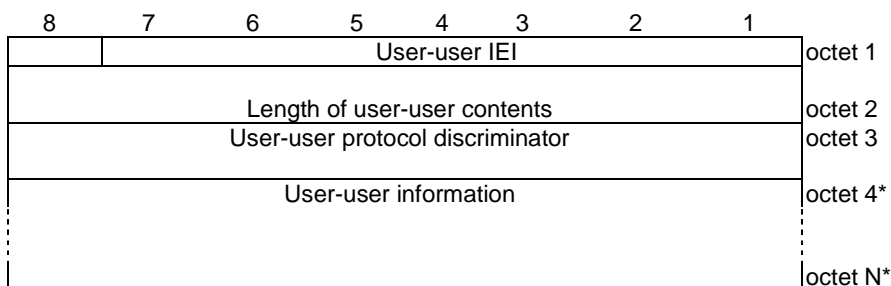 8 7 6 5 4 3 2 1
User-user IEI octet 1
Length of user-user contents octet 2
User-user protocol discriminator octet 3
User-user information octet 4*
octet N*